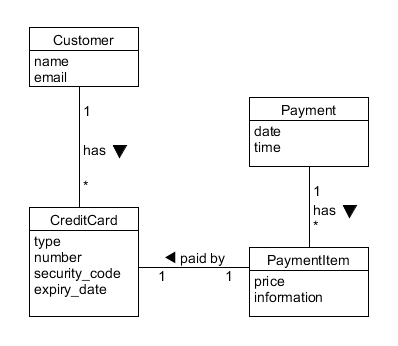 Customer
name
email
1
has
*
CreditCard
type
number
security_code
expiry_date
Payment
date
time
1
has
*
paid by
1 1
PaymentItem
price
information